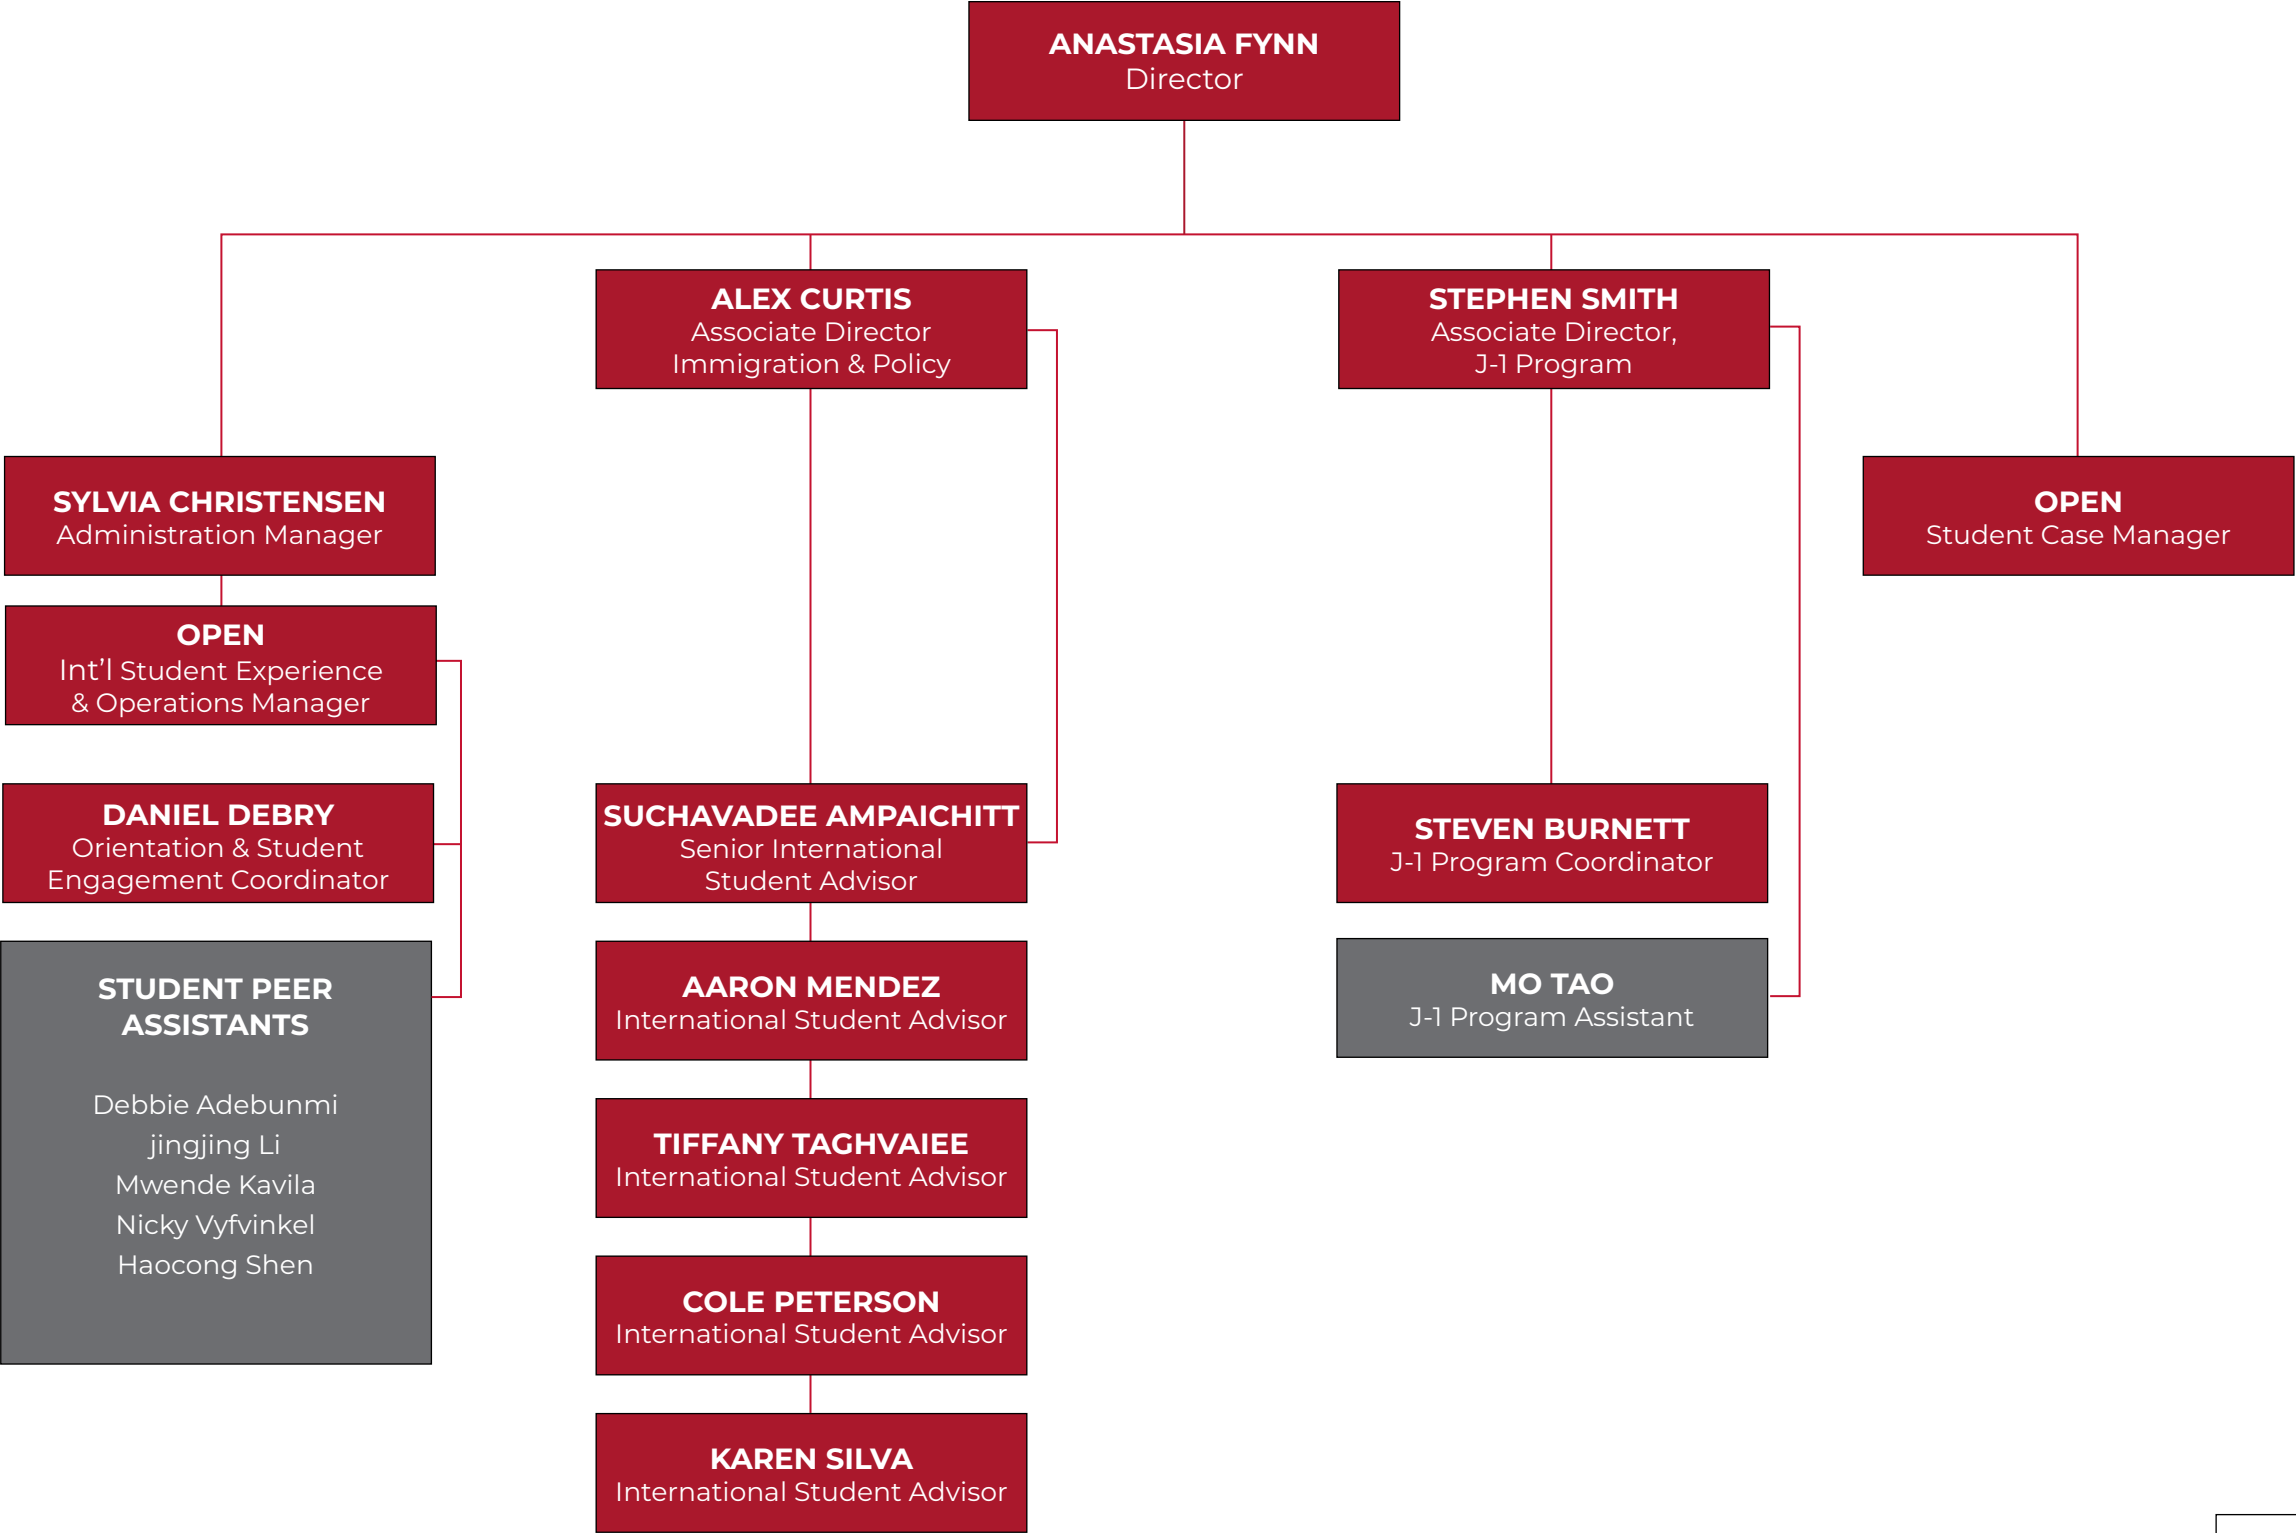 ANASTASIA FYNN
Director
ALEX CURTIS
Associate Director
Immigration & Policy
STEPHEN SMITH
Associate Director,
J-1 Program
SYLVIA CHRISTENSEN
Administration Manager
OPEN
Student Case Manager
OPEN
Int’l Student Experience
& Operations Manager
DANIEL DEBRY
Orientation & Student
Engagement Coordinator
STUDENT PEER
ASSISTANTS
Debbie Adebunmi
jingjing Li
Mwende Kavila
Nicky Vyfvinkel
Haocong Shen
SUCHAVADEE AMPAICHITT
Senior International
Student Advisor
AARON MENDEZ
International Student Advisor
TIFFANY TAGHVAIEE
International Student Advisor
COLE PETERSON
International Student Advisor
KAREN SILVA
International Student Advisor
STEVEN BURNETT
J-1 Program Coordinator
MO TAO
J-1 Program Assistant